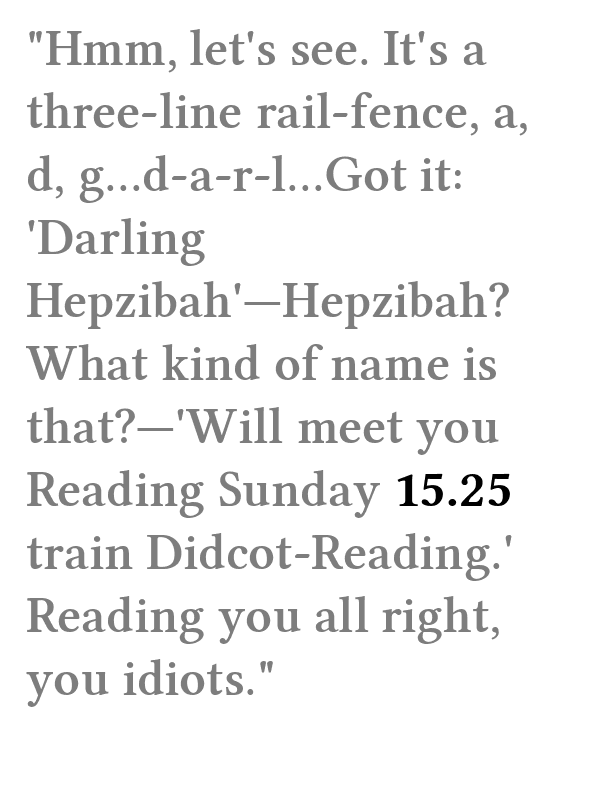 "Hmm, let's see. It's a
three-line rail-fence, a,
d, g...d-a-r-l...Got it:
'Darling
Hepzibah'—Hepzibah?
What kind of name is
that?—'Will meet you
Reading Sunday 15.25
train Didcot-Reading.'
Reading you all right,
you idiots."